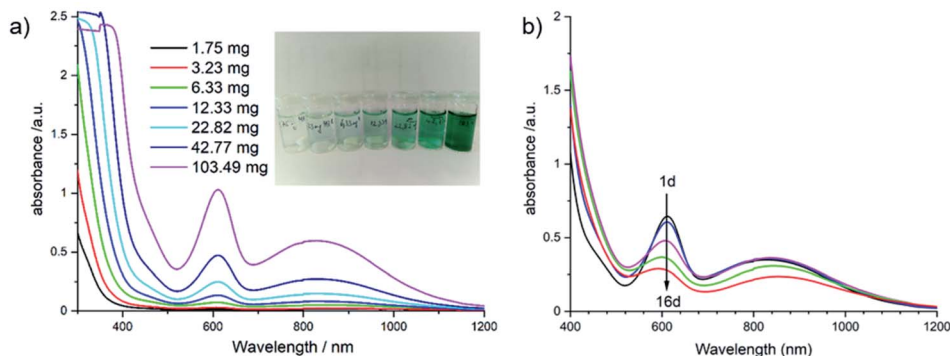 a)
absorbance /a.u.
2.5
2
1.5
1
0.5
0
400 600 800 1000 1200
Wavelength / nm
1.75 mg
3.23 mg
6.33 mg
12.33 mg
22.82 mg
42.77 mg
103.49 mg
b)
absorbance /a.u.
2
1.5
1
0.5
0
400 600 800 1000 1200
Wavelength (nm)
1d
16d